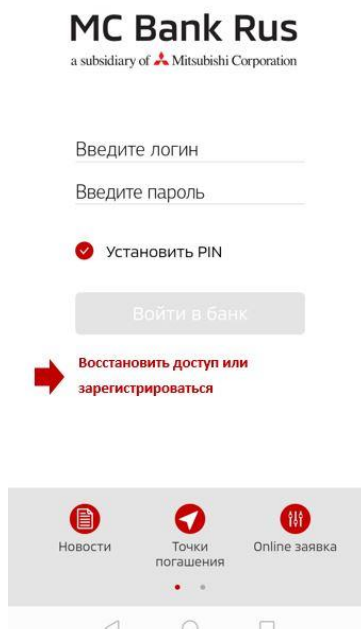 MC Bank Rus
a subsidiary of Mitsubishi Corporation
Введите логин
Введите пароль
Установить PIN
Войти в банк
Восстановить доступ или
зарегистрироваться
Новости
Точки
погашения
Online заявка